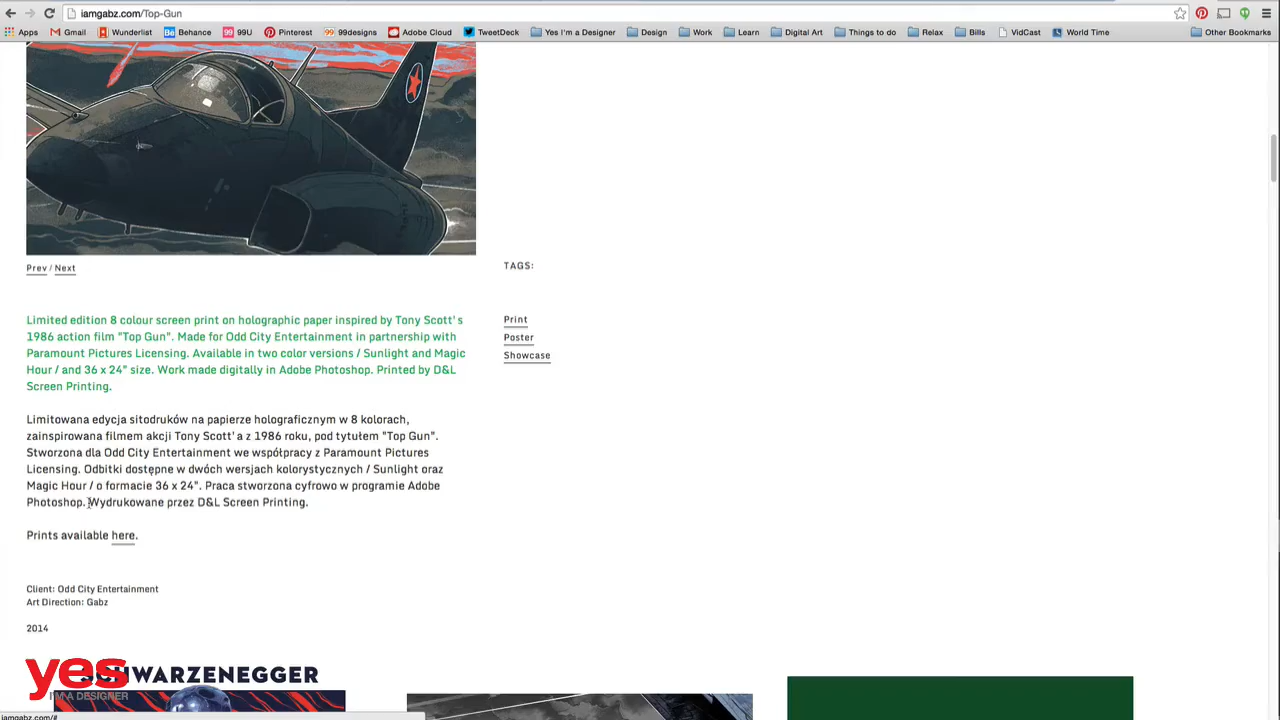 iamgabz.com/Top-Gun
Apps Gmail Wunderlist Behance 99U Pinterest 99designs Adobe Cloud TweetDeck Yes I'm a Designer Design Work Learn Digital Art Things to do Relax Bills VidCast World Time Other Bookmarks
Prev / Next
TAGS:
Limited edition 8 colour screen print on holographic paper inspired by Tony Scott's
1986 action film "Top Gun". Made for Odd City Entertainment in partnership with
Paramount Pictures Licensing. Available in two color versions / Sunlight and Magic
Hour / and 36 x 24" size. Work made digitally in Adobe Photoshop. Printed by D&L
Screen Printing.
Print
Poster
Showcase
Limitowana edycja sitodruków na papierze holograficznym w 8 kolorach,
zainspirowana filmem akcji Tony Scott'a z 1986 roku, pod tytułem "Top Gun".
Stworzona dla Odd City Entertainment we współpracy z Paramount Pictures
Licensing. Odbitki dostępne w dwóch wersjach kolorystycznych / Sunlight oraz
Magic Hour / o formacie 36 x 24". Praca stworzona cyfrowo w programie Adobe
Photoshop. Wydrukowane przez D&L Screen Printing.
Prints available here.
Client: Odd City Entertainment
Art Direction: Gabz
2014
SCHWARZENEGGER
yes
I'M A DESIGNER
iamgabz.com/#